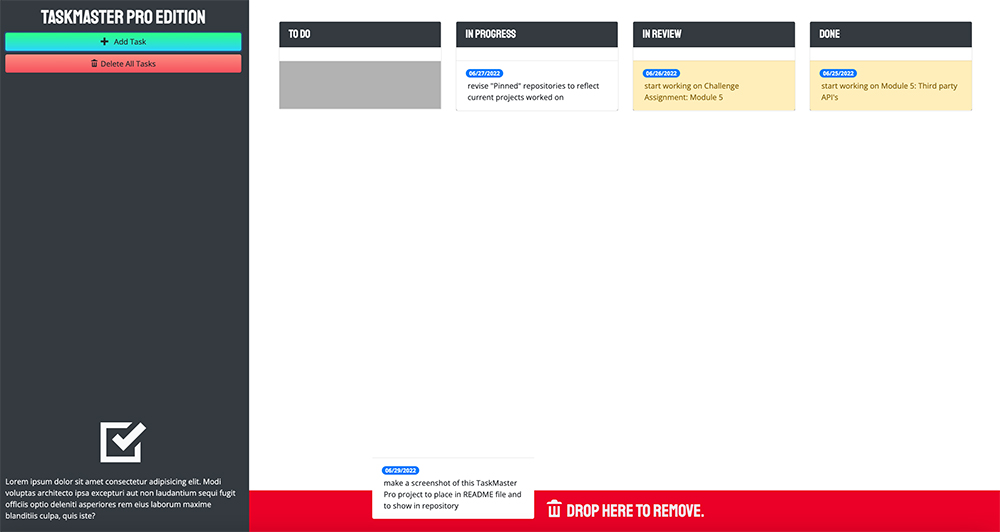 TASKMASTER PRO EDITION
Add Task
Delete All Tasks
Lorem ipsum dolor sit amet consectetur adipisicing elit. Modi
voluptas architecto ipsa excepturi aut non laudantium sequi fugit
officiis optio deleniti asperiores rem eius laborum maxime
blanditiis culpa, quis iste?
TO DO
IN PROGRESS
06/27/2022
revise "Pinned" repositories to reflect
current projects worked on
IN REVIEW
06/26/2022
start working on Challenge
Assignment: Module 5
DONE
06/25/2022
start working on Module 5: Third party
API's
06/29/2022
make a screenshot of this TaskMaster
Pro project to place in README file and
to show in repository
DROP HERE TO REMOVE.